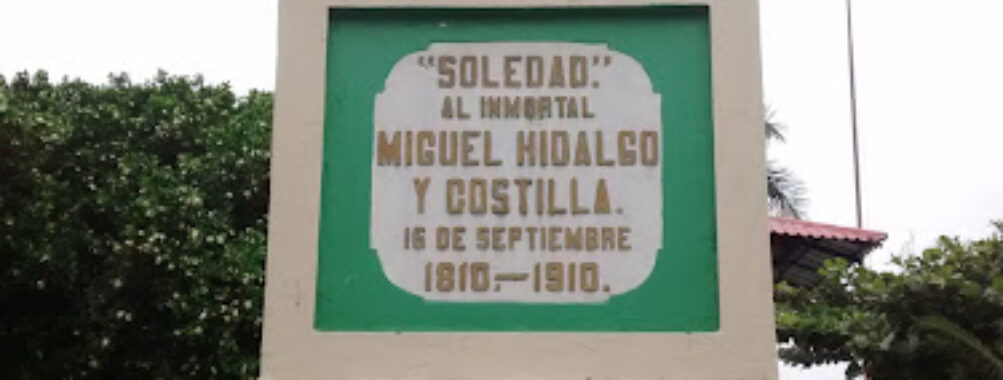 "SOLEDAD."
AL INMORTAL
MIGUEL HIDALGO
Y COSTILLA.
16 DE SEPTIEMBRE
1810.—1910.